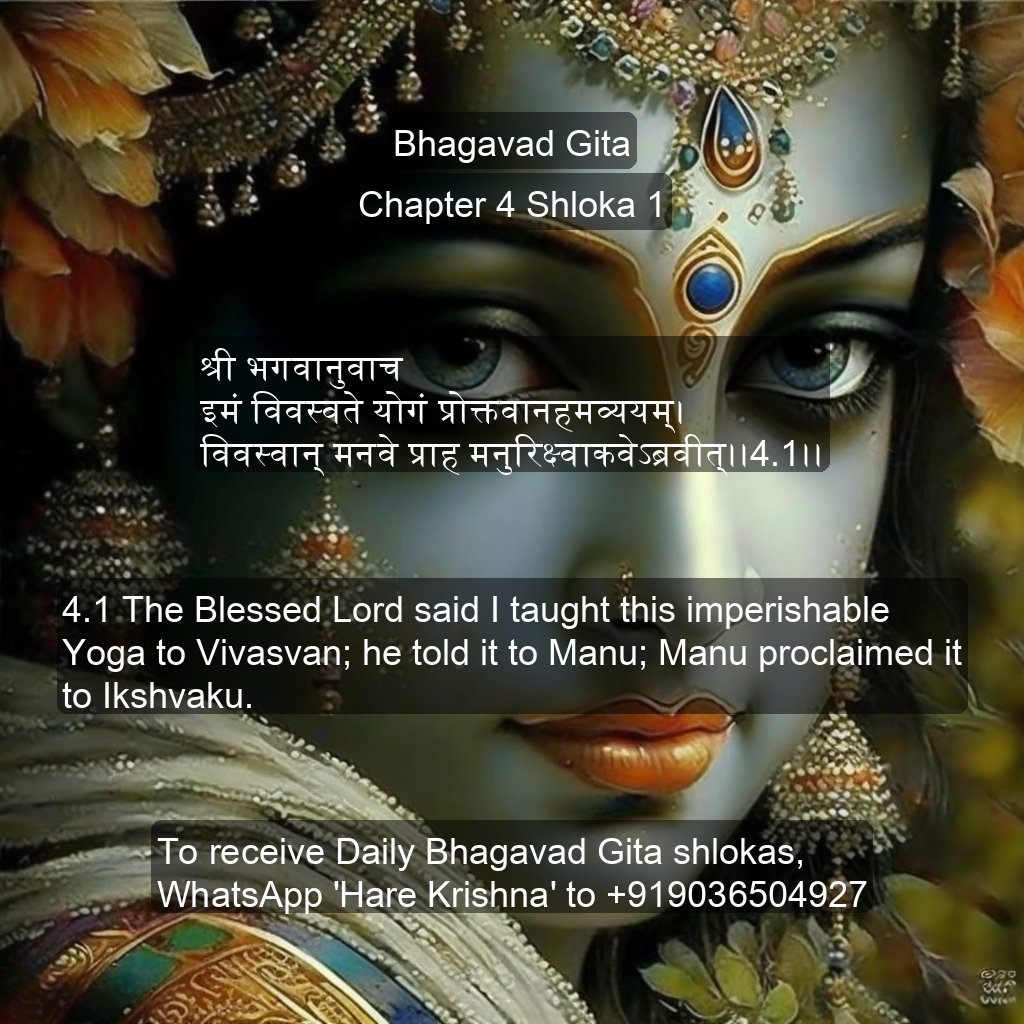 Bhagavad Gita
Chapter 4 Shloka 1
श्री भगवानुवाच
इमं विवस्वते योगं प्रोक्तवानहमव्ययम्।
विवस्वान् मनवे प्राह मनुरिक्ष्वाकवेऽब्रवीत्।।4.1।।
4.1 The Blessed Lord said I taught this imperishable
Yoga to Vivasvan; he told it to Manu; Manu proclaimed it
to Ikshvaku.
To receive Daily Bhagavad Gita shlokas,
WhatsApp 'Hare Krishna' to +919036504927